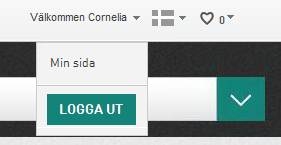 Välkommen Cornelia
0
Min sida
LOGGA UT